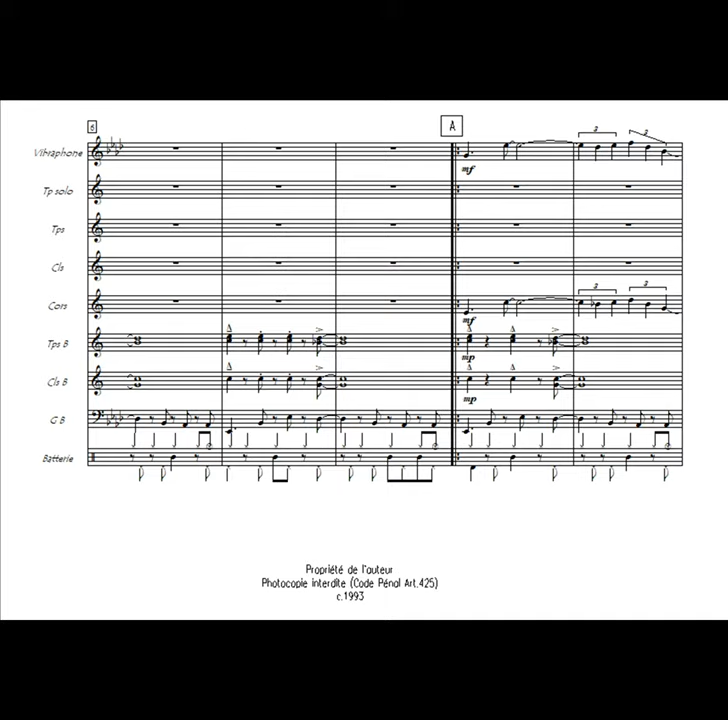 6
A
Vibraphone
3
3
mf
Tp solo
Tps
Cls
Cors
3
3
mf
Tps B
mp
Cls B
mp
G B
Batterie
Propriété de l'auteur
Photocopie interdite (Code Pénal Art.425)
c.1993